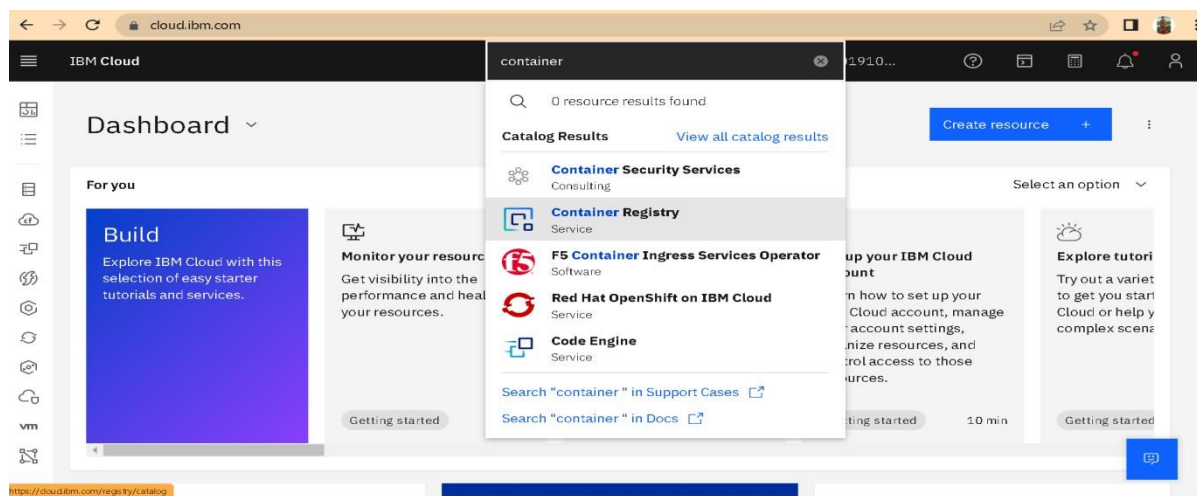 cloud.ibm.com
IBM Cloud
container
1910...
0 resource results found
Catalog Results
View all catalog results
Container Security Services
Consulting
Container Registry
Service
F5 Container Ingress Services Operator
Software
Red Hat OpenShift on IBM Cloud
Service
Code Engine
Service
Search "container " in Support Cases
Search "container " in Docs
Dashboard
Create resource +
For you
Select an option
Build
Explore IBM Cloud with this
selection of easy starter
tutorials and services.
Monitor your resourc
Get visibility into the
performance and heal
your resources.
Getting started
up your IBM Cloud
ount
n how to set up your
Cloud account, manage
account settings,
nize resources, and
trol access to those
urces.
ting started
10 min
Explore tutori
Try out a variet
to get you start
Cloud or help y
complex scena
Getting started
vm
https://cloud.ibm.com/registry/catalog